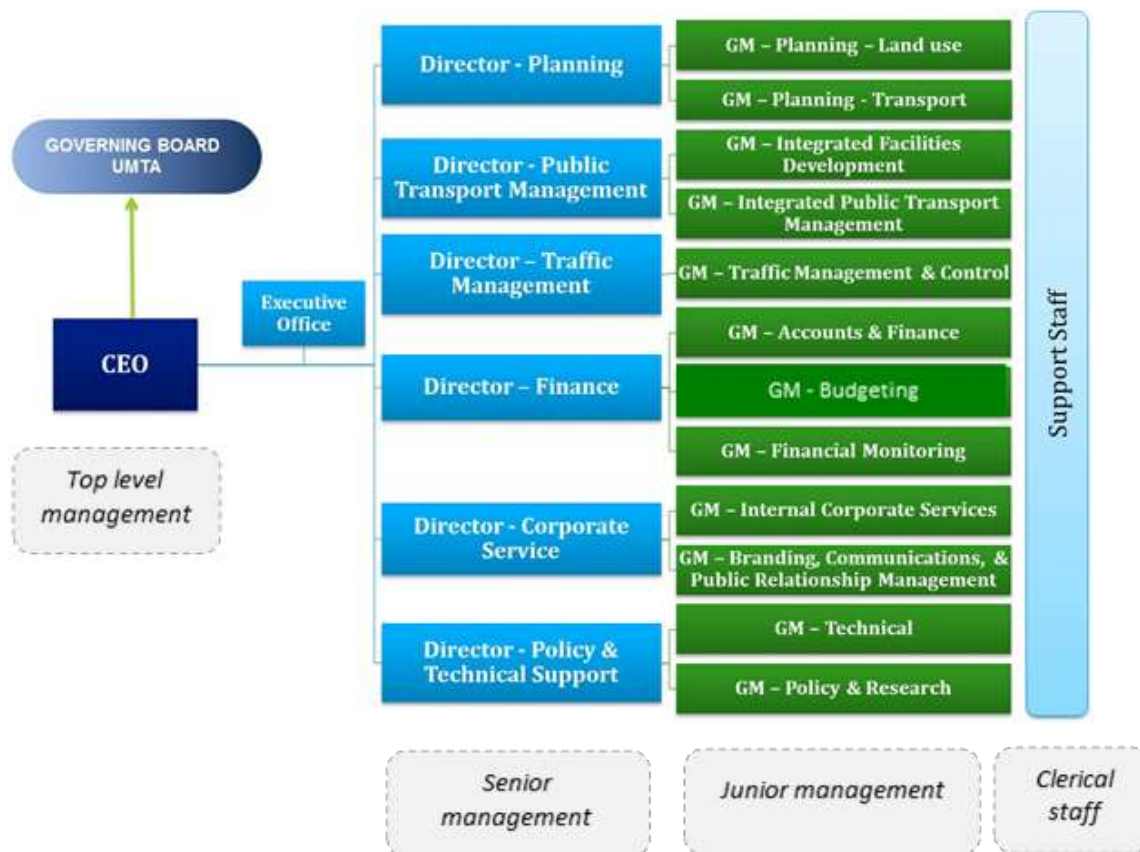 GOVERNING BOARD
UMTA
CEO
Top level
management
Executive
Office
Director - Planning
GM – Planning – Land use
GM – Planning - Transport
Director - Public
Transport Management
GM – Integrated Facilities
Development
GM – Integrated Public Transport
Management
Director – Traffic
Management
GM – Traffic Management & Control
Director – Finance
GM – Accounts & Finance
GM - Budgeting
GM – Financial Monitoring
Director - Corporate
Service
GM – Internal Corporate Services
GM – Branding, Communications, &
Public Relationship Management
Director - Policy &
Technical Support
GM – Technical
GM – Policy & Research
Support Staff
Senior
management
Junior management
Clerical
staff